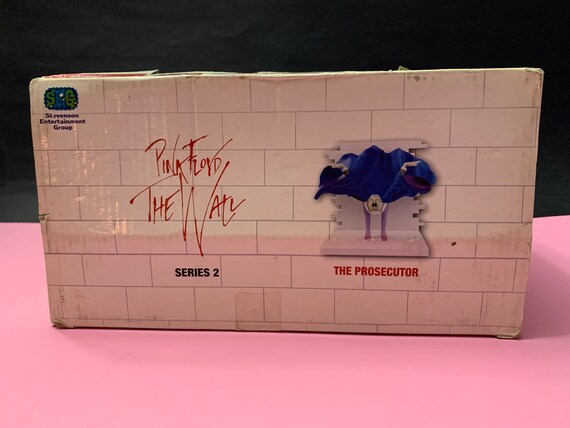 SEG
Stevenson
Entertainment
Group
PINK FLOYD
THE WALL
SERIES 2
THE PROSECUTOR